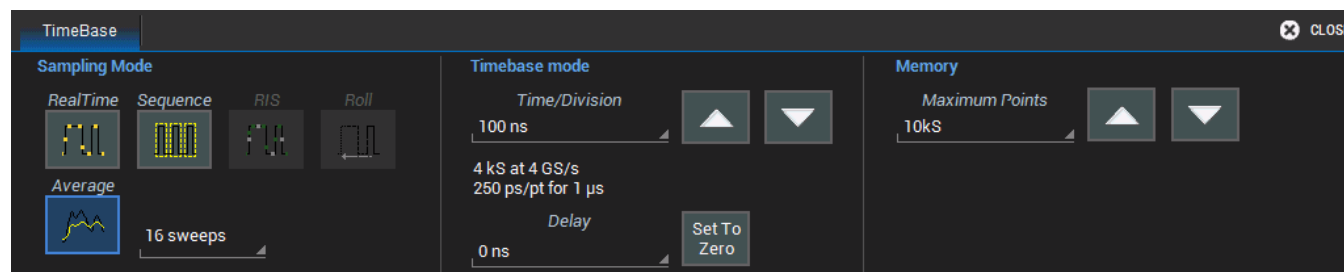 TimeBase
CLOS
Sampling Mode
RealTime Sequence RIS Roll
Average
16 sweeps
Timebase mode
Time/Division
100 ns
4 kS at 4 GS/s
250 ps/pt for 1 µs
Delay
0 ns
Set To
Zero
Memory
Maximum Points
10kS